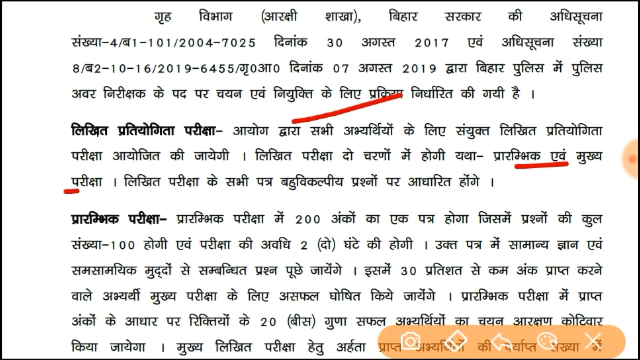 गृह विभाग (आरक्षी शाखा), बिहार सरकार की अधिसूचना
संख्या-4/ब1-101/2004-7025 दिनांक 30 अगस्त 2017 एवं अधिसूचना संख्या
8/ब2-10-16/2019-6455/गृ0आ0 दिनांक 07 अगस्त 2019 द्वारा बिहार पुलिस में पुलिस
अवर निरीक्षक के पद पर चयन एवं नियुक्ति के लिए प्रक्रिया निर्धारित की गयी है ।
लिखित प्रतियोगिता परीक्षा- आयोग द्वारा सभी अभ्यर्थियों के लिए संयुक्त लिखित प्रतियोगिता
परीक्षा आयोजित की जायेगी । लिखित परीक्षा दो चरणों में होगी यथा- प्रारम्भिक एवं मुख्य
परीक्षा । लिखित परीक्षा के सभी पत्र बहुविकल्पीय प्रश्नों पर आधारित होंगे ।
प्रारम्भिक परीक्षा- प्रारम्भिक परीक्षा में 200 अंकों का एक पत्र होगा जिसमें प्रश्नों की कुल
संख्या-100 होगी एवं परीक्षा की अवधि 2 (दो) घंटे की होगी । उक्त पत्र में सामान्य ज्ञान एवं
समसामयिक मुद्दों से सम्बन्धित प्रश्न पूछे जायेंगे । इसमें 30 प्रतिशत से कम अंक प्राप्त करने
वाले अभ्यर्थी मुख्य परीक्षा के लिए असफल घोषित किये जायेंगे । प्रारम्भिक परीक्षा में प्राप्त
अंकों के आधार पर रिक्तियों के 20 (बीस) गुणा सफल अभ्यर्थियों का चयन आरक्षण कोटिवार
किया जायेगा । मुख्य लिखित परीक्षा हेतु अर्हता प्राप्त अभ्यर्थियों की पर्याप्त संख्या में